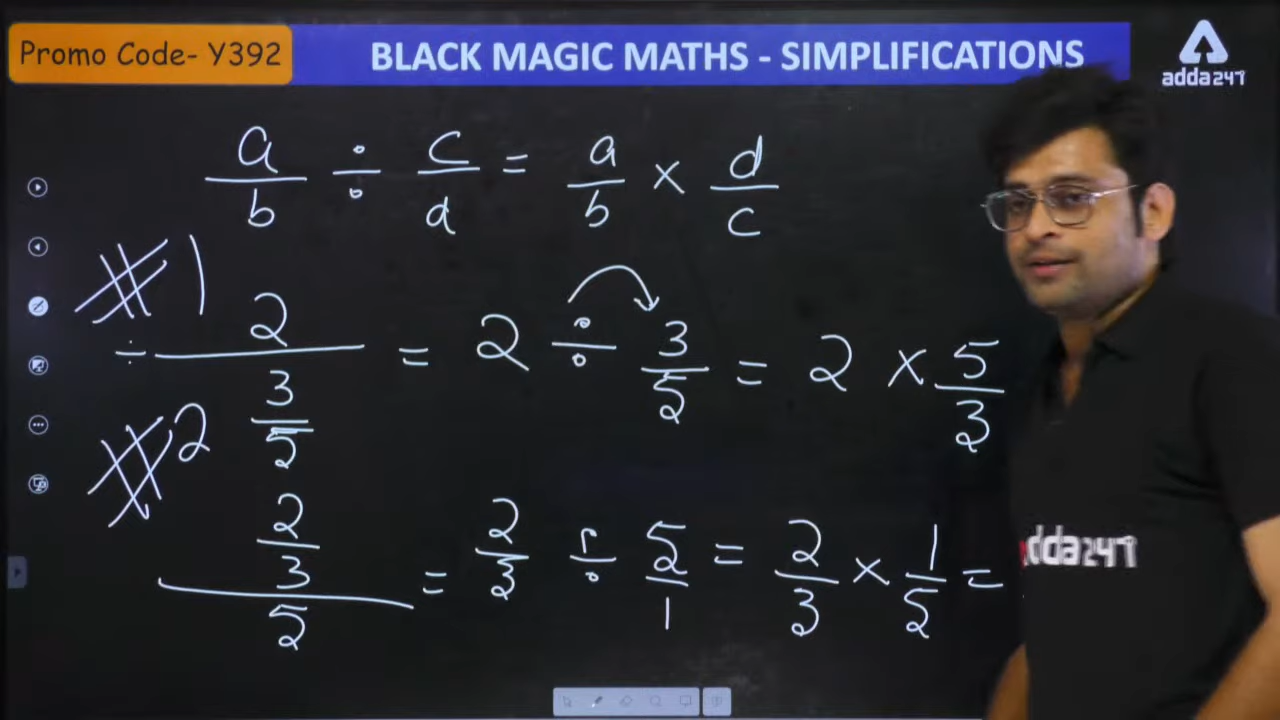 Promo Code- Y392
BLACK MAGIC MATHS - SIMPLIFICATIONS
adda247
a/b ÷ c/d = a/b × d/c
#1
÷ 2/(3/5) = 2 ÷ 3/5 = 2 × 5/3
#2
(2/3)/5 = 2/3 ÷ 5/1 = 2/3 × 1/5 =
adda247